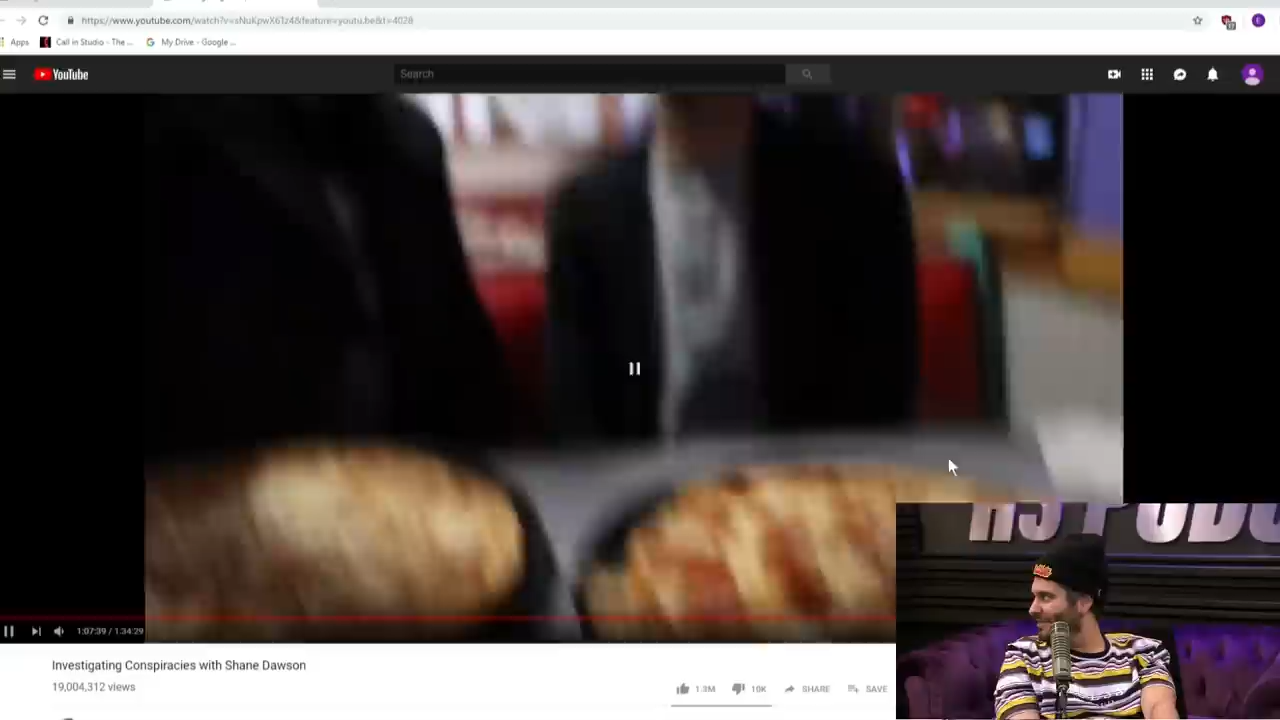 https://www.youtube.com/watch?v=xNuKpwX61z4&feature=youtu.be&t=4028
Apps Call in Studio - The ... My Drive - Google ...
YouTube
Search
1:07:39 / 1:34:29
Investigating Conspiracies with Shane Dawson
19,004,312 views
1.3M 10K SHARE SAVE
H3 PODC